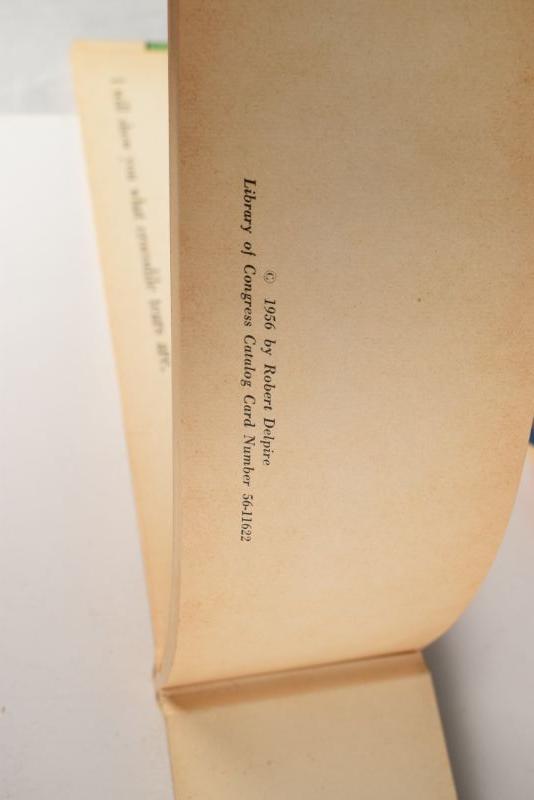 © 1956 by Robert Delpire
Library of Congress Catalog Card Number 56-11622
I will show you what crocodile tears are.